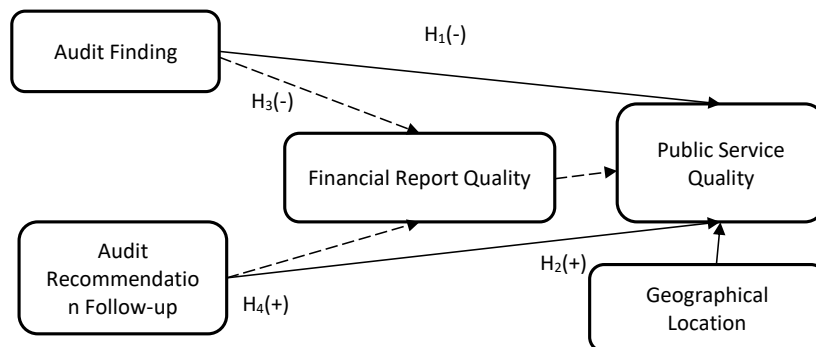 Audit Finding
H₁(-)
H₃(-)
Financial Report Quality
Public Service
Quality
Audit
Recommendatio
n Follow-up
H₄(+)
H₂(+)
Geographical
Location